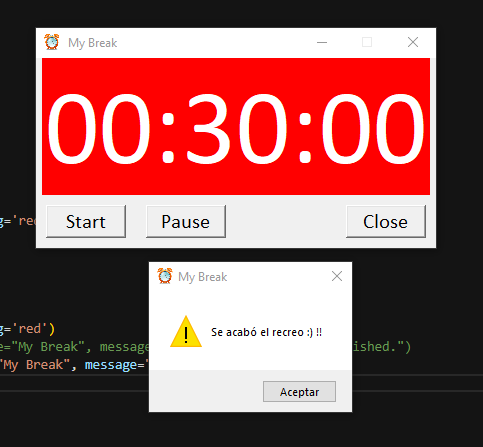 My Break
00:30:00
Start Pause Close
g='red
My Break
Se acabó el recreo :) !!
g='red')
e="My Break", message ished.")
"My Break", message="
Aceptar